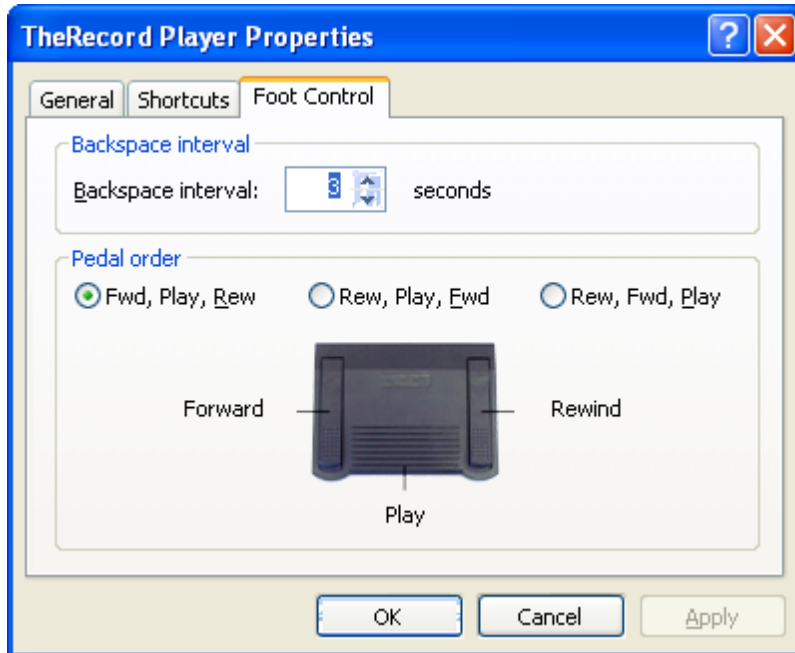 TheRecord Player Properties
General Shortcuts Foot Control
Backspace interval
Backspace interval: 3 seconds
Pedal order
Fwd, Play, Rew Rew, Play, Fwd Rew, Fwd, Play
Forward Rewind
Play
OK Cancel Apply